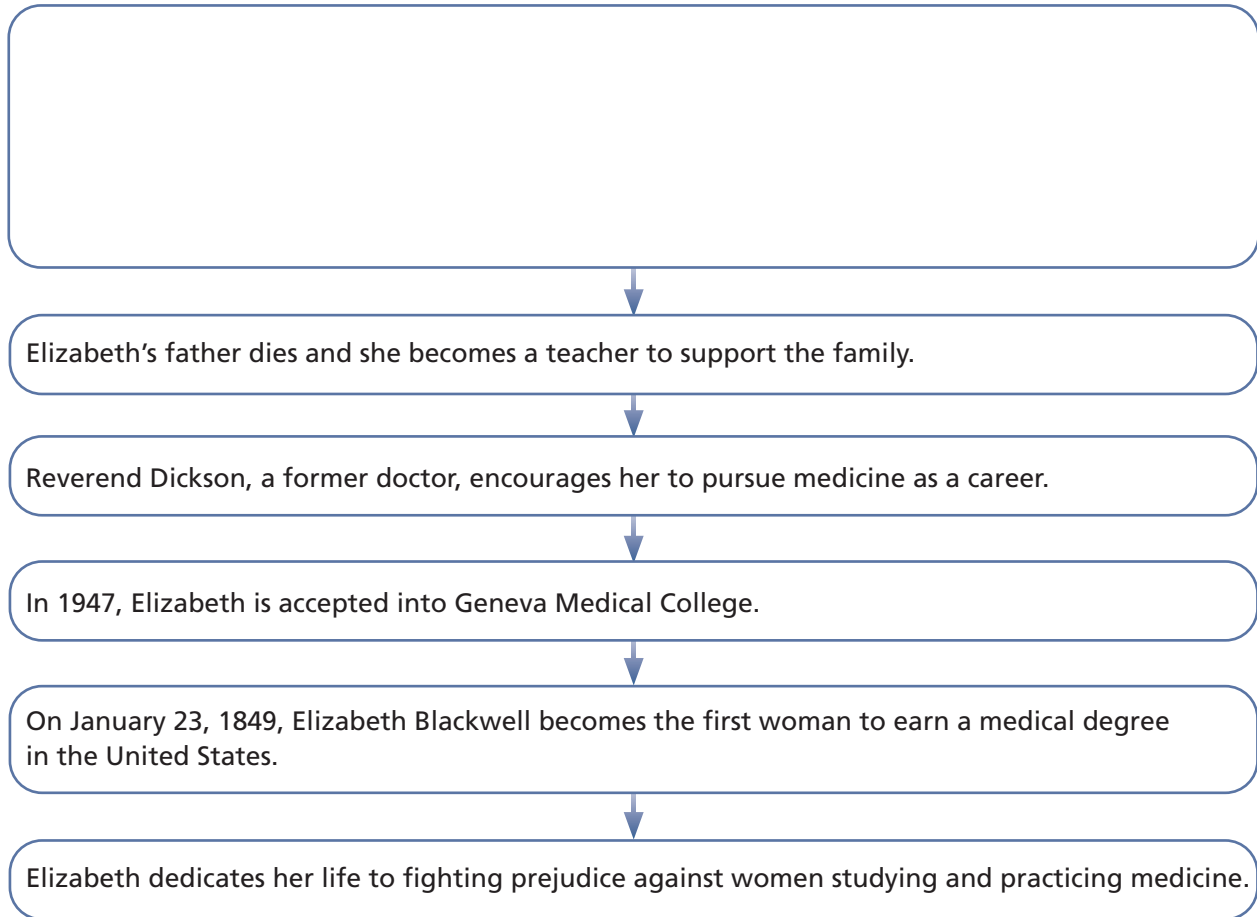 Elizabeth’s father dies and she becomes a teacher to support the family.
Reverend Dickson, a former doctor, encourages her to pursue medicine as a career.
In 1947, Elizabeth is accepted into Geneva Medical College.
On January 23, 1849, Elizabeth Blackwell becomes the first woman to earn a medical degree
in the United States.
Elizabeth dedicates her life to fighting prejudice against women studying and practicing medicine.